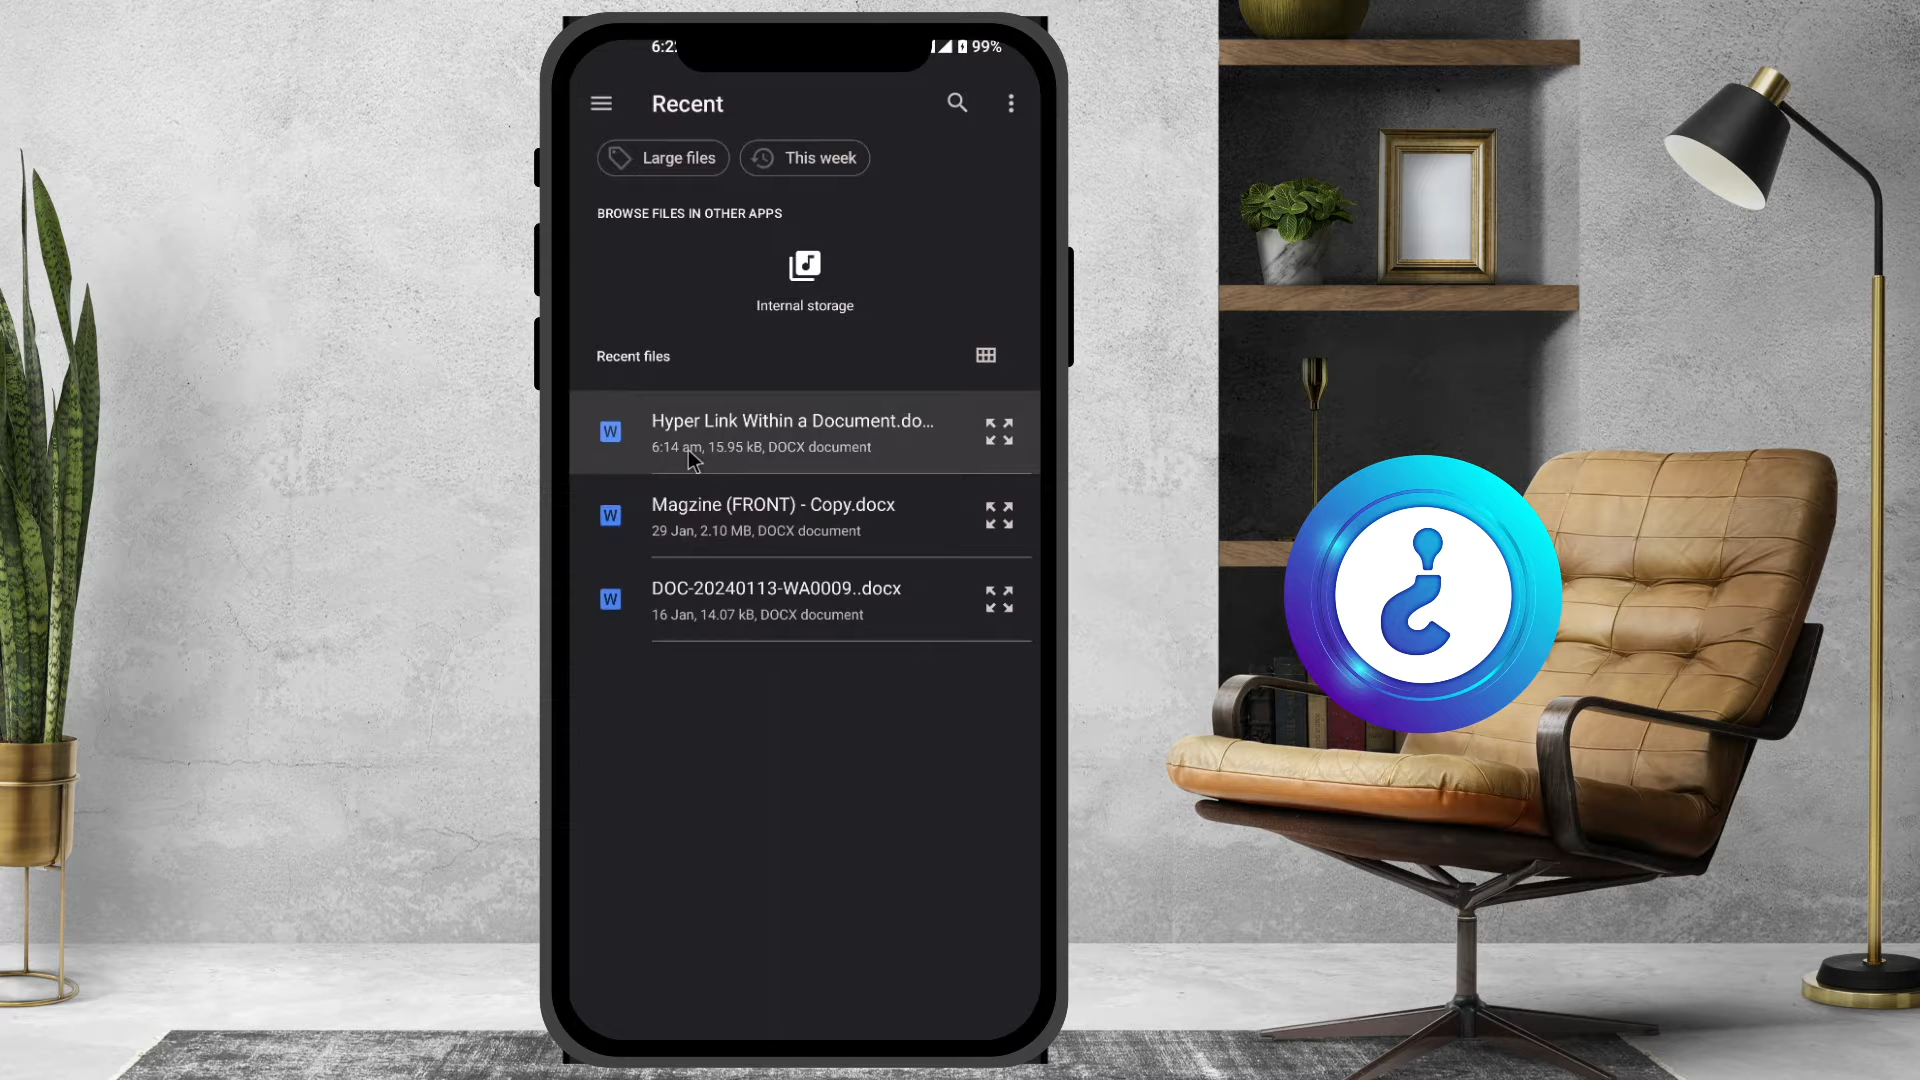 6:2
99%
Recent
Large files
This week
BROWSE FILES IN OTHER APPS
Internal storage
Recent files
W
Hyper Link Within a Document.do...
6:14 am, 15.95 kB, DOCX document
W
Magzine (FRONT) - Copy.docx
29 Jan, 2.10 MB, DOCX document
W
DOC-20240113-WA0009..docx
16 Jan, 14.07 kB, DOCX document